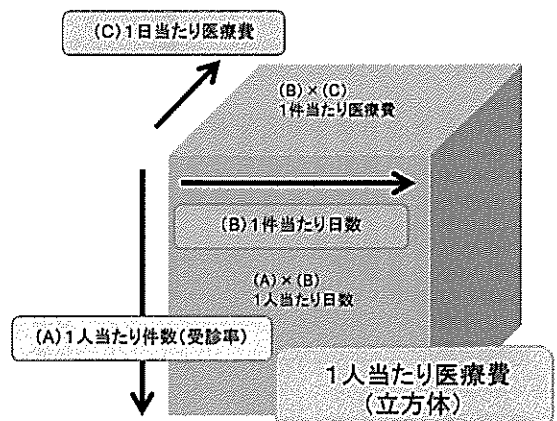 (C)1日当たり医療費
(B)×(C)
1件当たり医療費
(B)1件当たり日数
(A)×(B)
1人当たり日数
(A)1人当たり件数(受診率)
1人当たり医療費
(立方体)